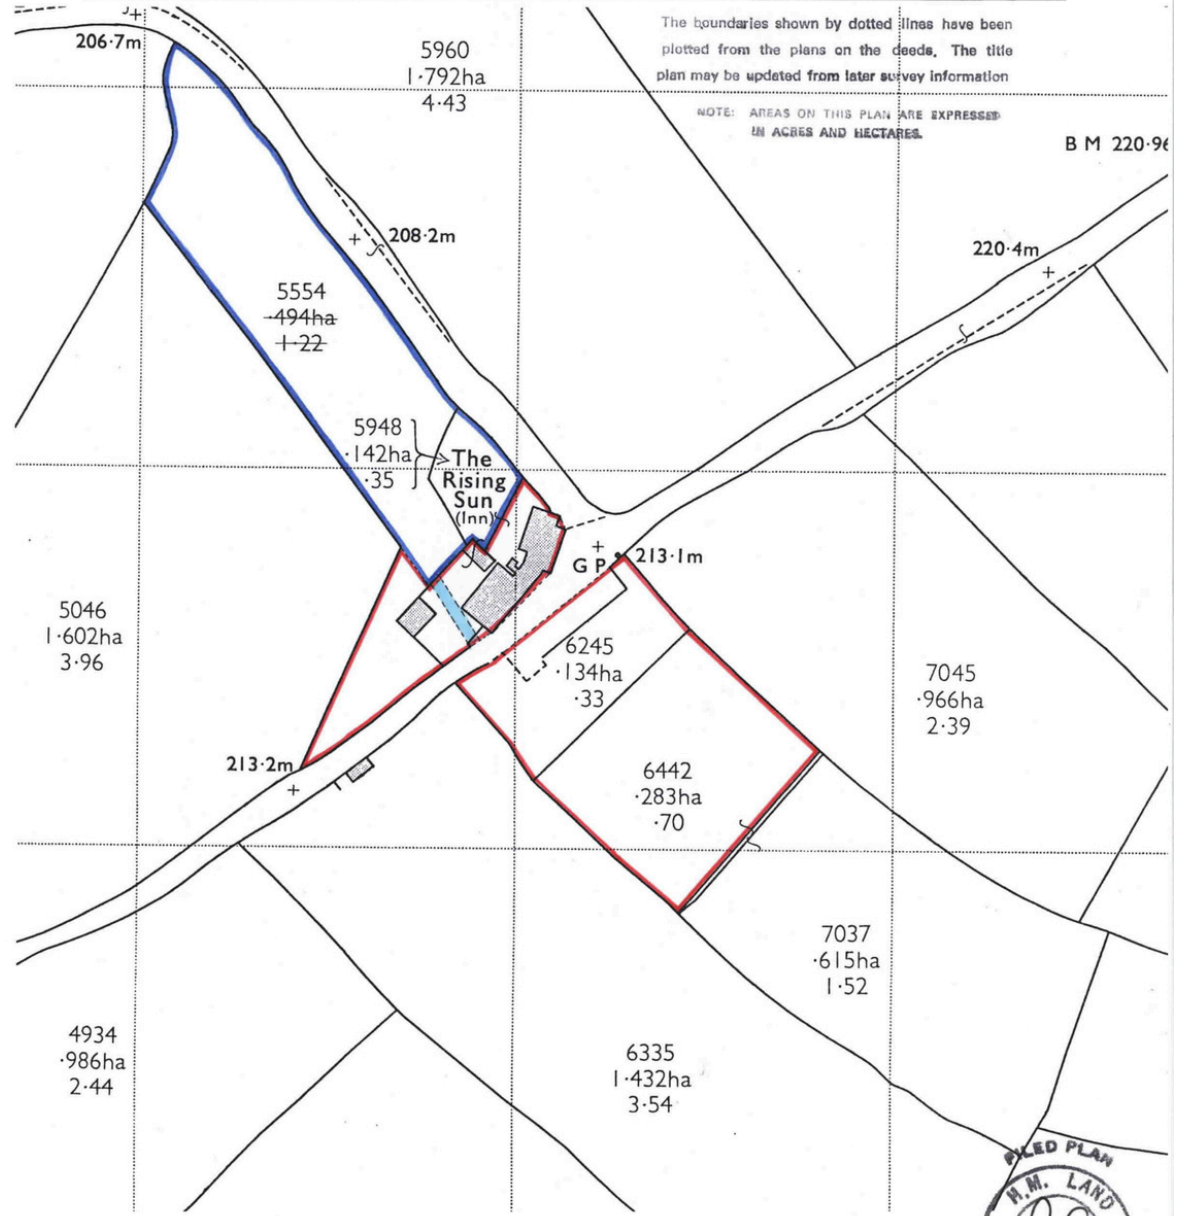 The boundaries shown by dotted lines have been
plotted from the plans on the deeds. The title
plan may be updated from later survey information
NOTE: AREAS ON THIS PLAN ARE EXPRESSED
IN ACRES AND HECTARES.
206·7m
5960
1·792ha
4·43
B M 220·96
208·2m
220·4m
5554
·494ha
1·22
5948
·142ha
·35
The
Rising
Sun
(Inn)
G P
213·1m
5046
1·602ha
3·96
6245
·134ha
·33
7045
·966ha
2·39
213·2m
6442
·283ha
·70
7037
·615ha
1·52
4934
·986ha
2·44
6335
1·432ha
3·54
FILED PLAN
H.M. LAND